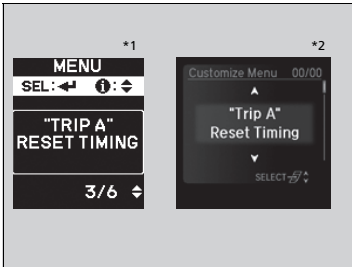 *1
MENU
SEL: ℹ:
"TRIP A"
RESET TIMING
3/6
*2
Customize Menu 00/00
"Trip A"
Reset Timing
SELECT